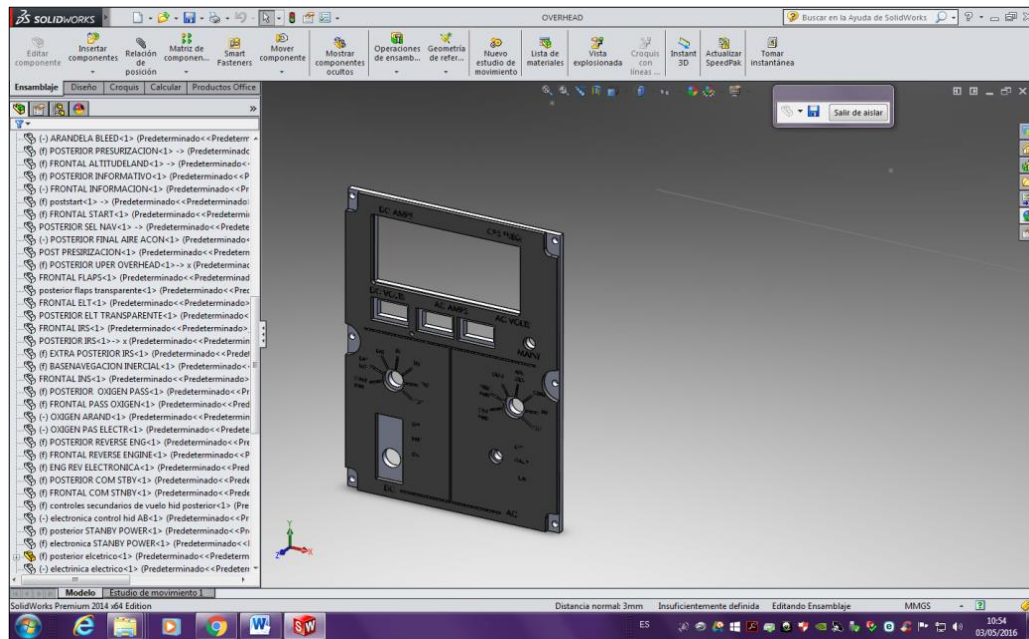 SOLIDWORKS
OVERHEAD
Buscar en la Ayuda de SolidWorks
Editar componente
Insertar componentes
Relación de posición
Matriz de componen...
Smart Fasteners
Mover componente
Mostrar componentes ocultos
Operaciones de ensamb...
Geometría de refer...
Nuevo estudio de movimiento
Lista de materiales
Vista explosionada
Croquis con líneas ...
Instant 3D
Actualizar SpeedPak
Tomar instantánea
Ensamblaje Diseño Croquis Calcular Productos Office
Salir de aislar
(-) ARANDELA BLEED<1> (Predeterminado<<Predeterm
(f) POSTERIOR PRESURIZACION<1> -> (Predeterminadc
(f) FRONTAL ALTITUDELAND<1> -> (Predeterminado<
(f) POSTERIOR INFORMATIVO<1> (Predeterminado<<P
(-) FRONTAL INFORMACION<1> (Predeterminado<<Pr
(f) poststart<1> -> (Predeterminado<<Predeterminado
(f) FRONTAL START<1> (Predeterminado<<Predetermi
POSTERIOR SEL NAV<1> -> (Predeterminado<<Predete
(-) POSTERIOR FINAL AIRE ACON<1> (Predeterminado<
POST PRESIRIZACION<1> (Predeterminado<<Predeterm
(f) POSTERIOR UPER OVERHEAD<1>-> x (Predeterminac
FRONTAL FLAPS<1> (Predeterminado<<Predeterminad
posterior flaps transparente<1> (Predeterminado<<Prec
FRONTAL ELT<1> (Predeterminado<<Predeterminado>
POSTERIOR ELT TRANSPARENTE<1> (Predeterminado<
FRONTAL IRS<1> (Predeterminado<<Predeterminado>
POSTERIOR IRS<1>-> x (Predeterminado<<Predetermin
(f) EXTRA POSTERIOR IRS<1> (Predeterminado<<Predet
(f) BASENAVEGACION INERCIAL<1> (Predeterminado<
FRONTAL INS<1> (Predeterminado<<Predeterminado>
(f) POSTERIOR OXIGEN PASS<1> (Predeterminado<<Pr
(f) FRONTAL PASS OXIGEN<1> (Predeterminado<<Pred
(-) OXIGEN ARAND<1> (Predeterminado<<Predetermin
(-) OXIGEN PAS ELECTR<1> (Predeterminado<<Predete
(f) POSTERIOR REVERSE ENG<1> (Predeterminado<<Pre
(f) FRONTAL REVERSE ENGINE<1> (Predeterminado<<P
(f) ENG REV ELECTRONICA<1> (Predeterminado<<Pred
(f) POSTERIOR COM STBY<1> (Predeterminado<<Prede
(f) FRONTAL COM STNBY<1> (Predeterminado<<Prede
(f) controles secundarios de vuelo hid posterior<1> (Pre
(-) electronica control hid AB<1> (Predeterminado<<Pr
(f) posterior STANBY POWER<1> (Predeterminado<<Pr
(f) electronica STANBY POWER<1> (Predeterminado<<
(f) posterior elcetrico<1> (Predeterminado<<Predeterm
(-) electrinica electrico<1> (Predeterminado<<Predeterr
DC AMPS
CPS FREQ
DC VOLTS
AC AMPS
AC VOLTS
MAINT
DC
AC
Y
X
Z
Modelo Estudio de movimiento 1
SolidWorks Premium 2014 x64 Edition
Distancia normal: 3mm Insuficientemente definida Editando Ensamblaje MMGS
ES
10:54
03/05/2016